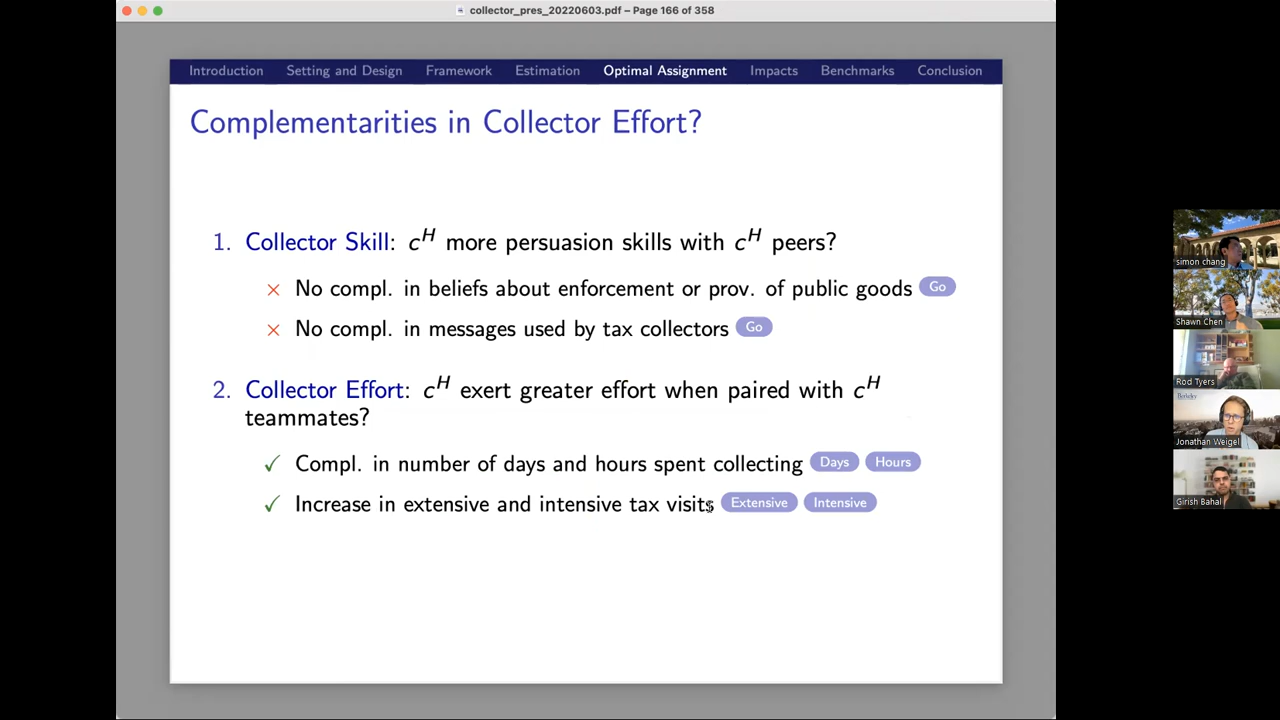 collector_pres_20220603.pdf – Page 166 of 358
Introduction Setting and Design Framework Estimation Optimal Assignment Impacts Benchmarks Conclusion
Complementarities in Collector Effort?
1. Collector Skill: c^H more persuasion skills with c^H peers?
× No compl. in beliefs about enforcement or prov. of public goods Go
× No compl. in messages used by tax collectors Go
2. Collector Effort: c^H exert greater effort when paired with c^H
teammates?
✓ Compl. in number of days and hours spent collecting Days Hours
✓ Increase in extensive and intensive tax visits Extensive Intensive
simon chang
Shawn Chen
Rod Tyers
Berkeley
Jonathan Weigel
Girish Bahal